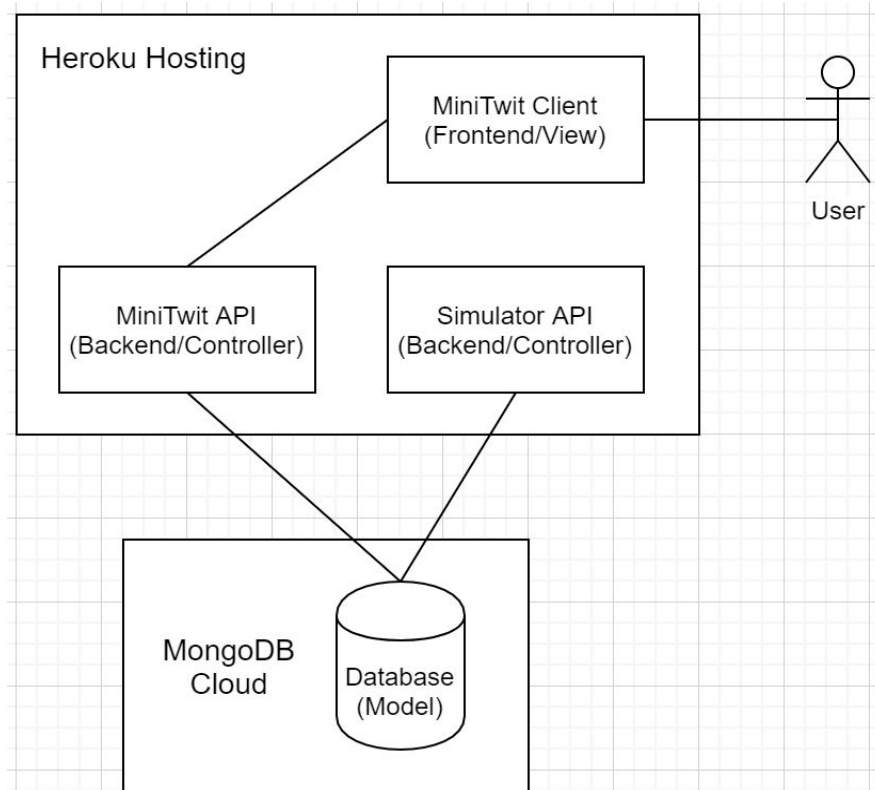 Heroku Hosting
MiniTwit Client
(Frontend/View)
User
MiniTwit API
(Backend/Controller)
Simulator API
(Backend/Controller)
MongoDB
Cloud
Database
(Model)